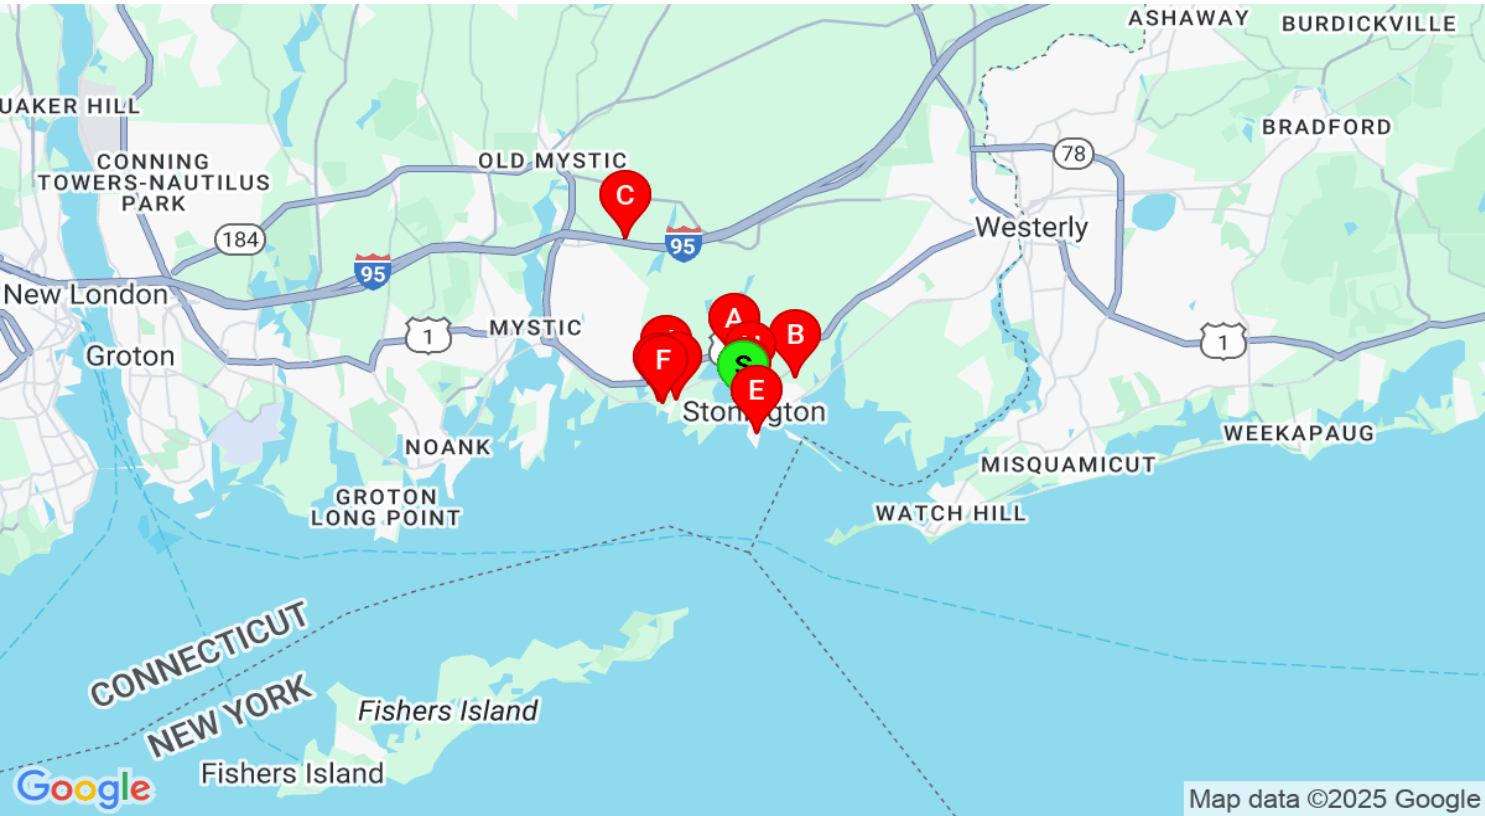 ASHAWAY
BURDICKVILLE
UAKER HILL
BRADFORD
CONNING
TOWERS-NAUTILUS
PARK
OLD MYSTIC
78
C
184
95
95
Westerly
New London
MYSTIC
1
Groton
A
B
F
S
E
1
Stonington
NOANK
WEEKAPAUG
MISQUAMICUT
GROTON
LONG POINT
WATCH HILL
CONNECTICUT
NEW YORK
Fishers Island
Fishers Island
Google
Map data ©2025 Google